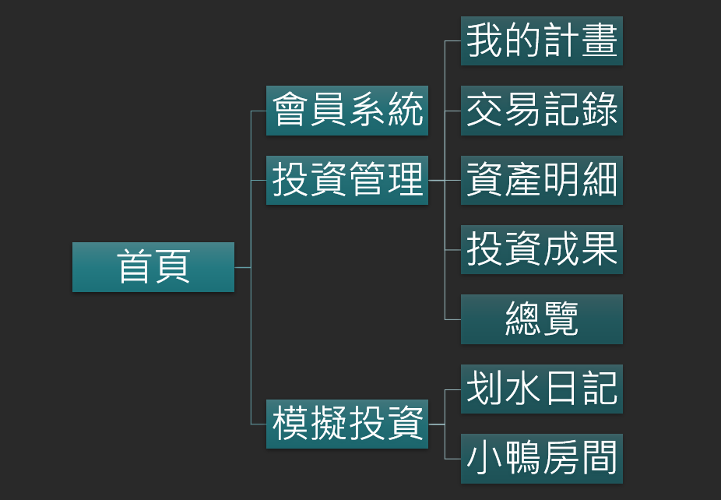 首頁
會員系統
投資管理
我的計畫
交易記錄
資產明細
投資成果
總覽
模擬投資
划水日記
小鴨房間